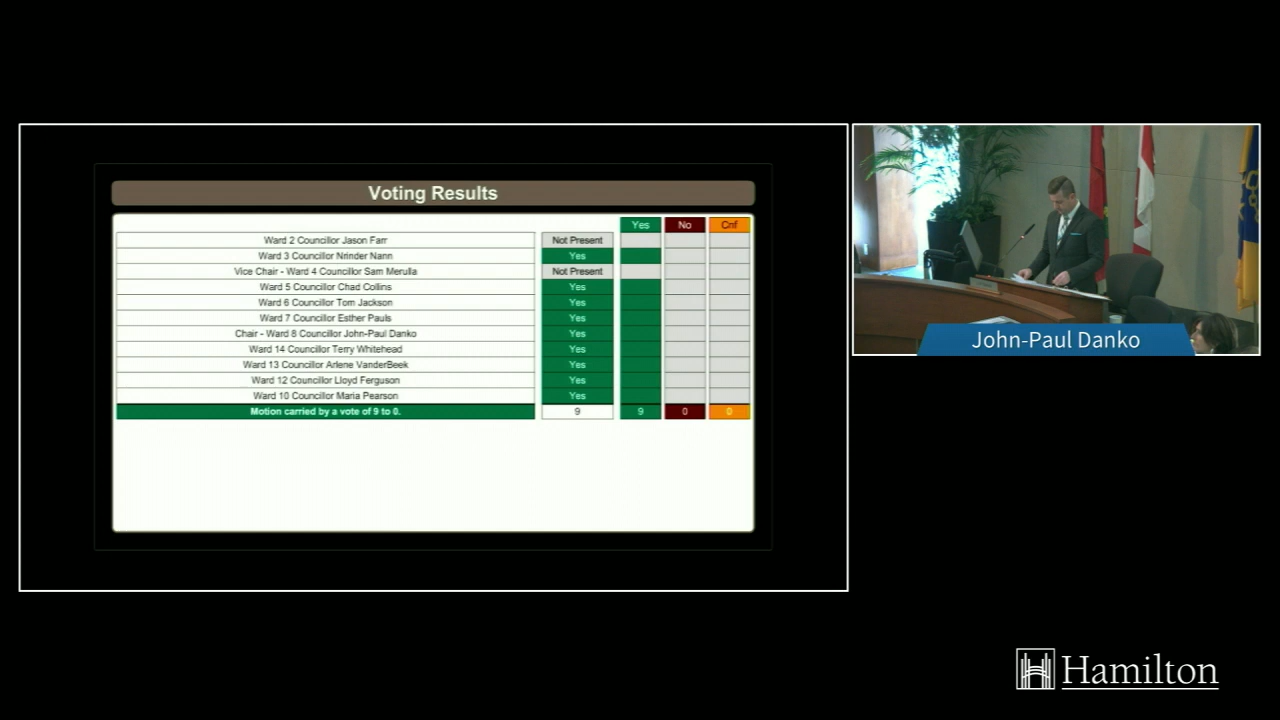 Voting Results
Yes No Cnf
Ward 2 Councillor Jason Farr Not Present
Ward 3 Councillor Nrinder Nann Yes
Vice Chair - Ward 4 Councillor Sam Merulla Not Present
Ward 5 Councillor Chad Collins Yes
Ward 6 Councillor Tom Jackson Yes
Ward 7 Councillor Esther Pauls Yes
Chair - Ward 8 Councillor John-Paul Danko Yes
Ward 14 Councillor Terry Whitehead Yes
Ward 13 Councillor Arlene VanderBeek Yes
Ward 12 Councillor Lloyd Ferguson Yes
Ward 10 Councillor Maria Pearson Yes
Motion carried by a vote of 9 to 0. 9 9 0 0
John-Paul Danko
Hamilton